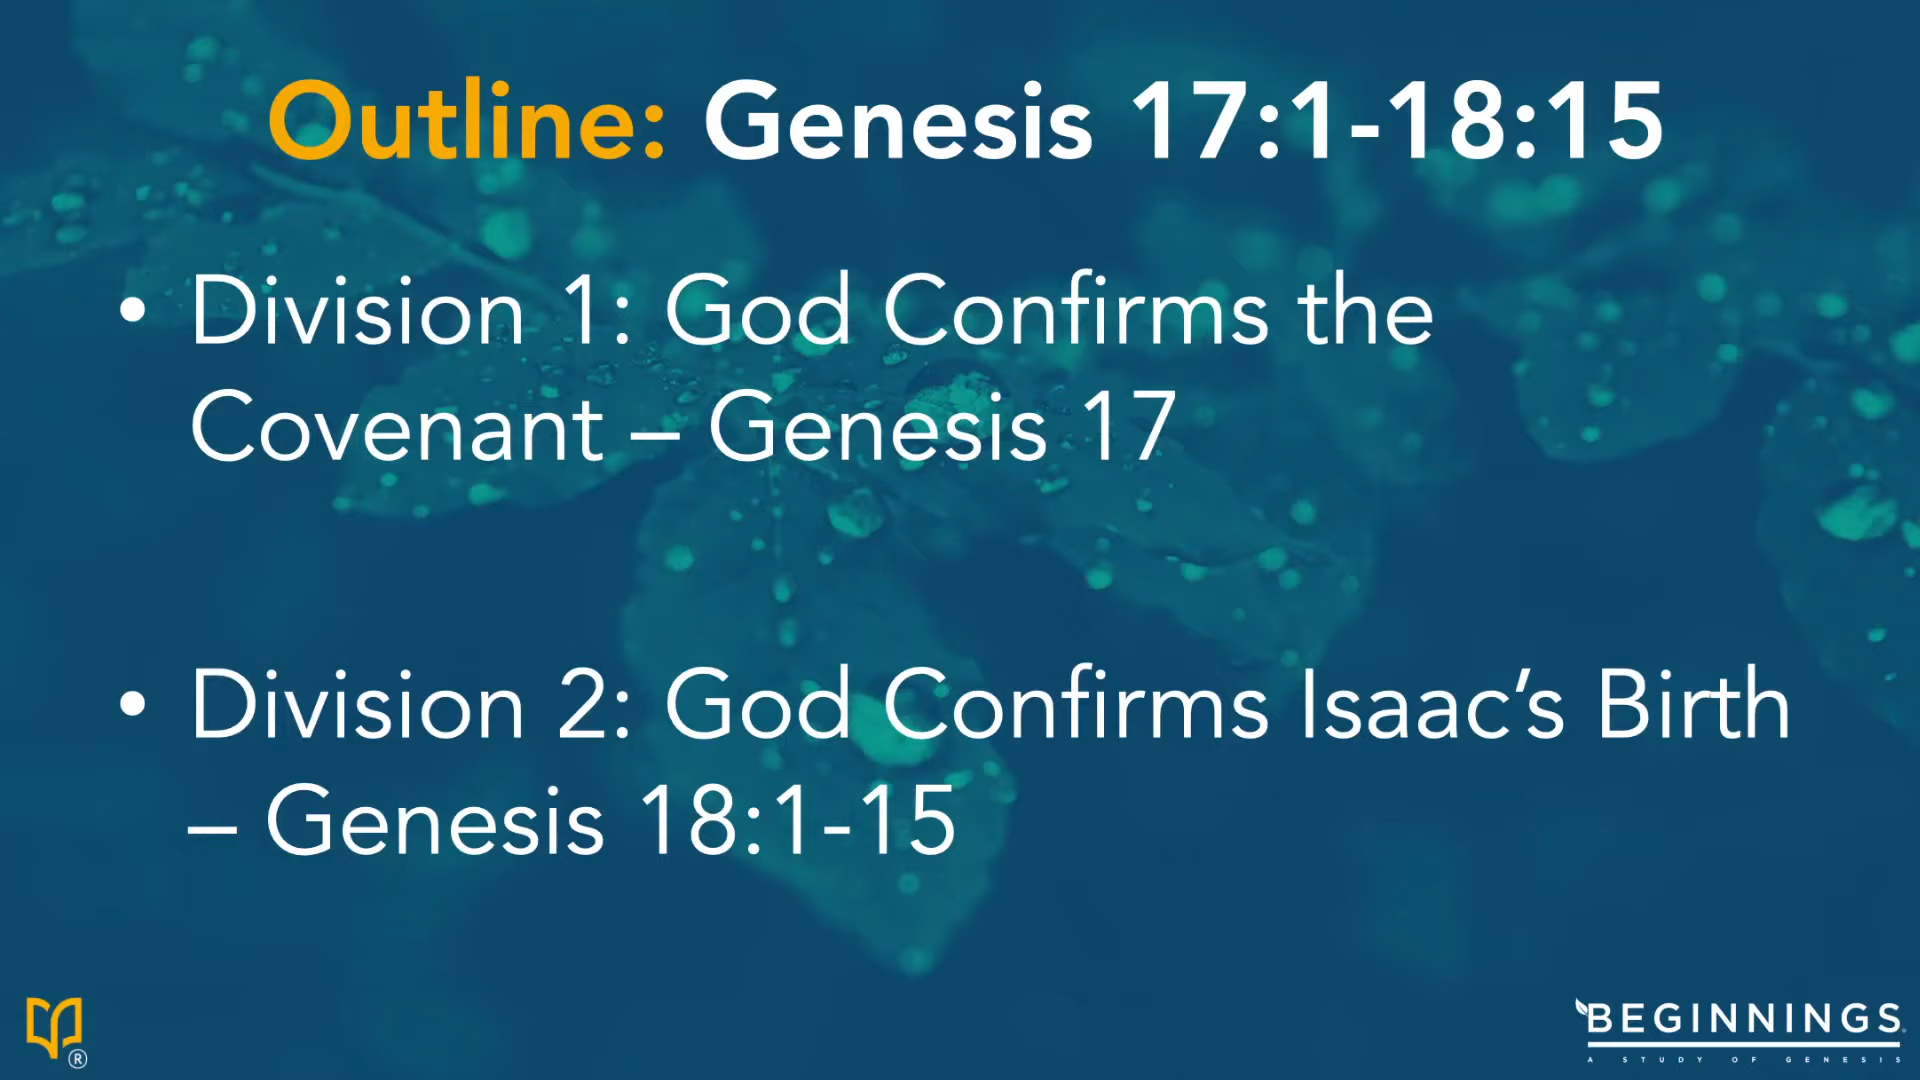 Outline: Genesis 17:1-18:15
• Division 1: God Confirms the
Covenant – Genesis 17
• Division 2: God Confirms Isaac’s Birth
– Genesis 18:1-15
®
BEGINNINGS
A STUDY OF GENESIS